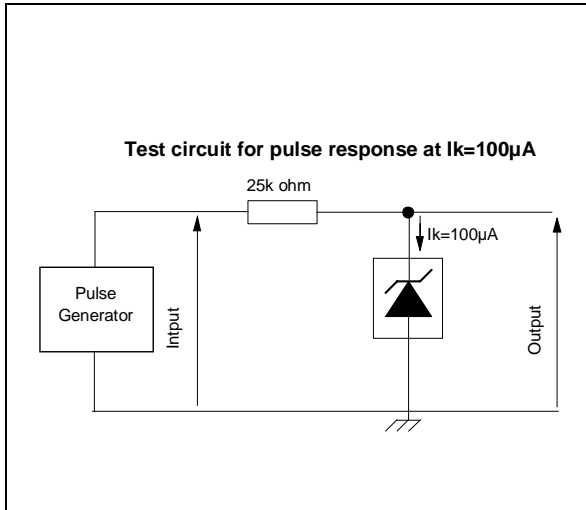 Test circuit for pulse response at Ik=100µA
25k ohm
Ik=100µA
Pulse
Generator
Intput
Output